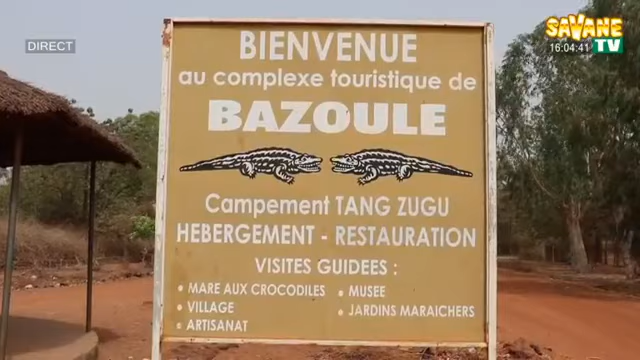 DIRECT
SAVANE
16:04:41 TV
BIENVENUE
au complexe touristique de
BAZOULE
Campement TANG ZUGU
HEBERGEMENT - RESTAURATION
VISITES GUIDEES :
• MARE AUX CROCODILES
• VILLAGE
• ARTISANAT
• MUSEE
• JARDINS MARAICHERS